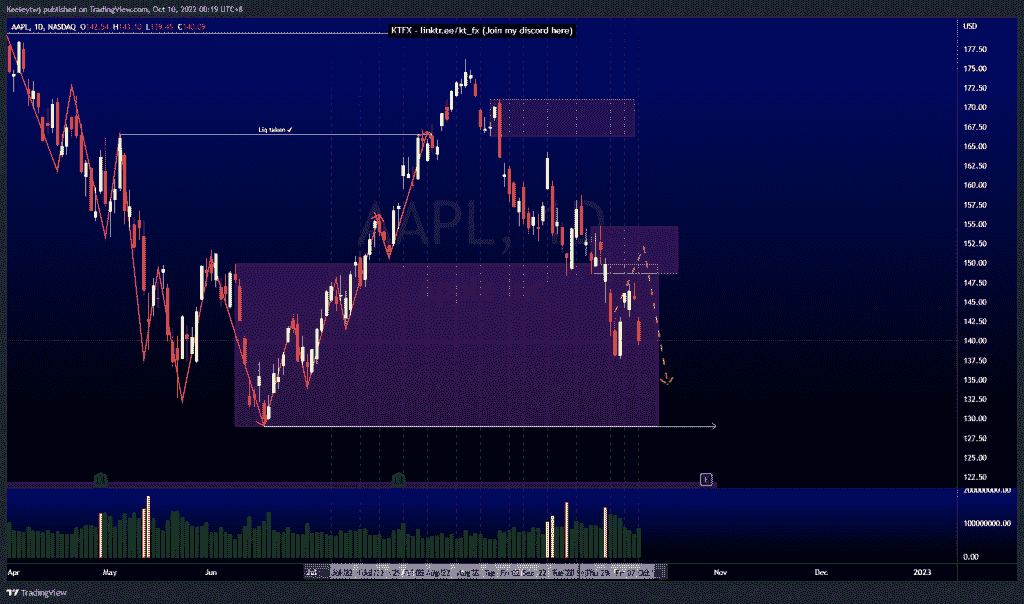 Keeleytwj published on TradingView.com, Oct 10, 2022 00:19 UTC+8
AAPL, 1D, NASDAQ O142.54 H143.10 L139.45 C140.09
KTFX - linktr.ee/kt_fx (Join my discord here)
USD
177.50
175.00
172.50
170.00
167.50
165.00
162.50
160.00
157.50
155.00
152.50
150.00
147.50
145.00
142.50
140.00
137.50
135.00
132.50
130.00
127.50
125.00
122.50
Liq taken ✓
AAPL, 1D
E
200000000.00
100000000.00
0.00
Apr May Jun Nov Dec 2023
TradingView